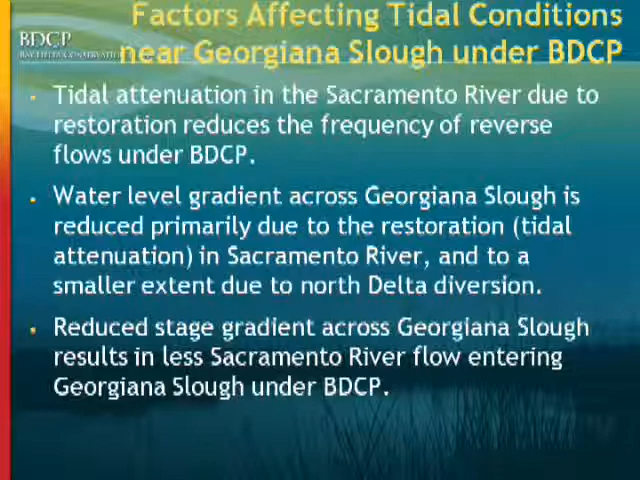 Factors Affecting Tidal Conditions
near Georgiana Slough under BDCP
BDCP
Tidal attenuation in the Sacramento River due to
restoration reduces the frequency of reverse
flows under BDCP.
Water level gradient across Georgiana Slough is
reduced primarily due to the restoration (tidal
attenuation) in Sacramento River, and to a
smaller extent due to north Delta diversion.
Reduced stage gradient across Georgiana Slough
results in less Sacramento River flow entering
Georgiana Slough under BDCP.